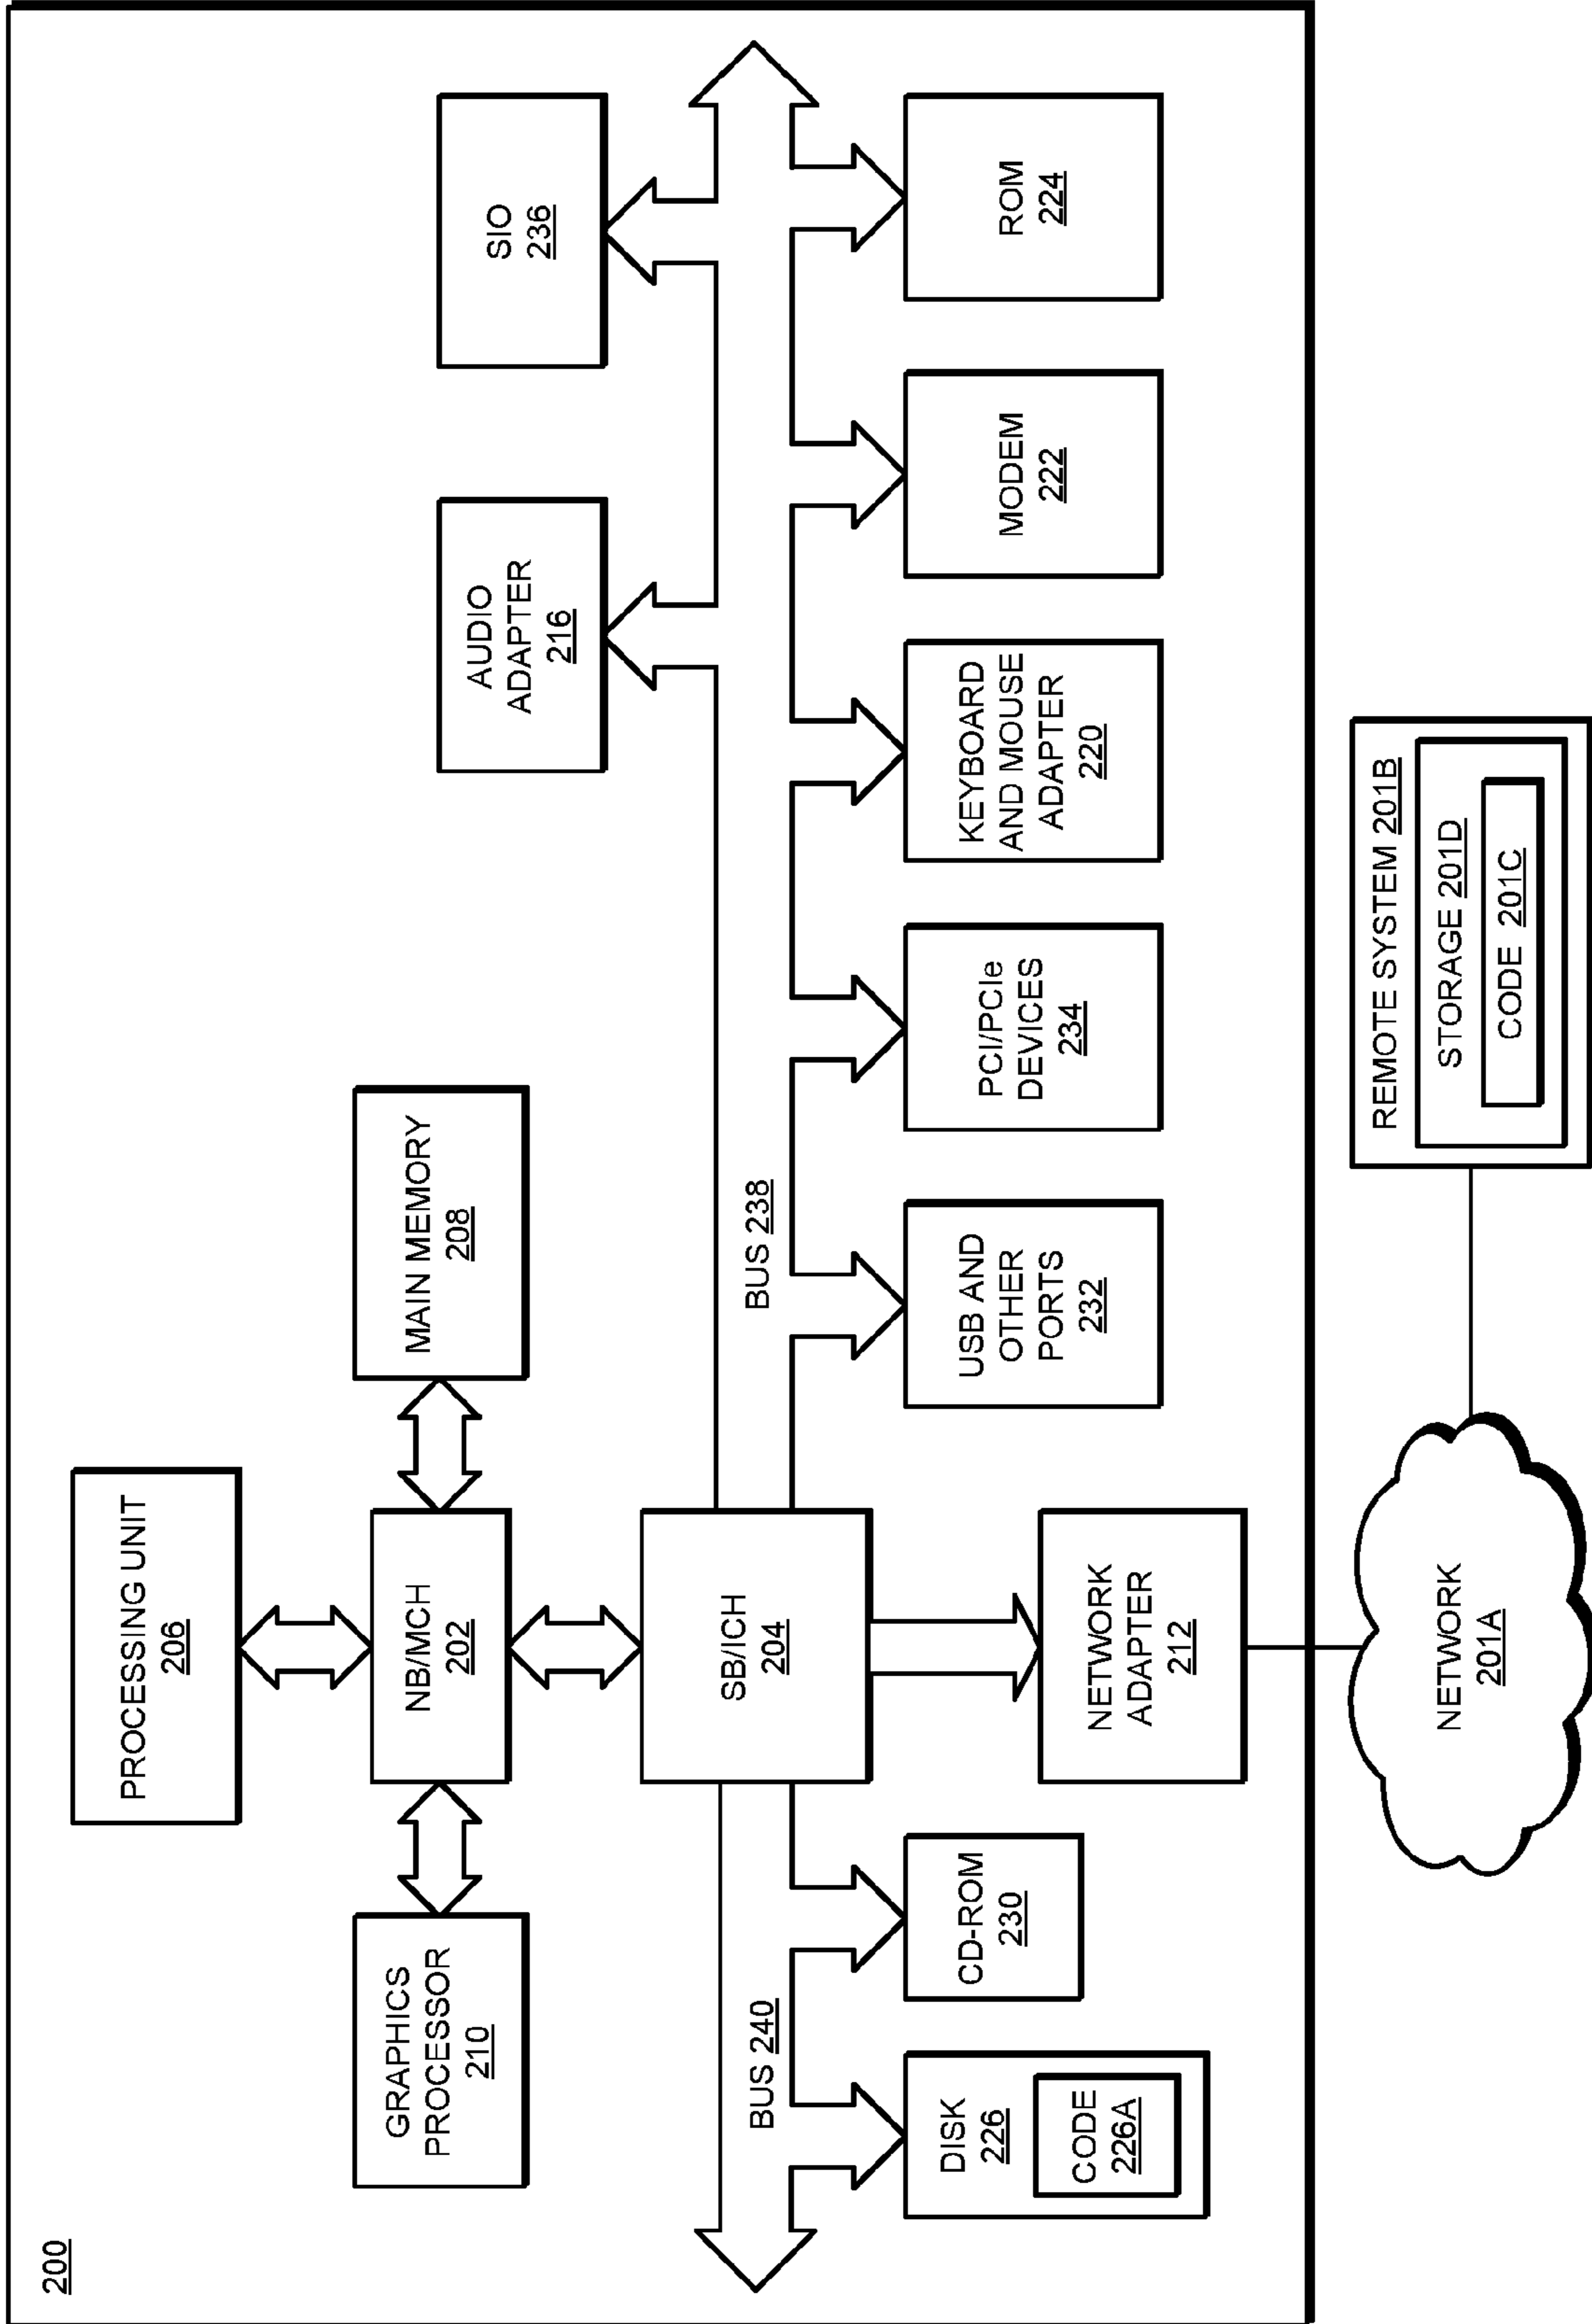 200
PROCESSING UNIT
206
GRAPHICS
PROCESSOR
210
NB/MCH
202
MAIN MEMORY
208
AUDIO
ADAPTER
216
SIO
236
SB/ICH
204
BUS 240
BUS 238
DISK
226
CODE
226A
CD-ROM
230
NETWORK
ADAPTER
212
USB AND
OTHER
PORTS
232
PCI/PCIe
DEVICES
234
KEYBOARD
AND MOUSE
ADAPTER
220
MODEM
222
ROM
224
NETWORK
201A
REMOTE SYSTEM 201B
STORAGE 201D
CODE 201C